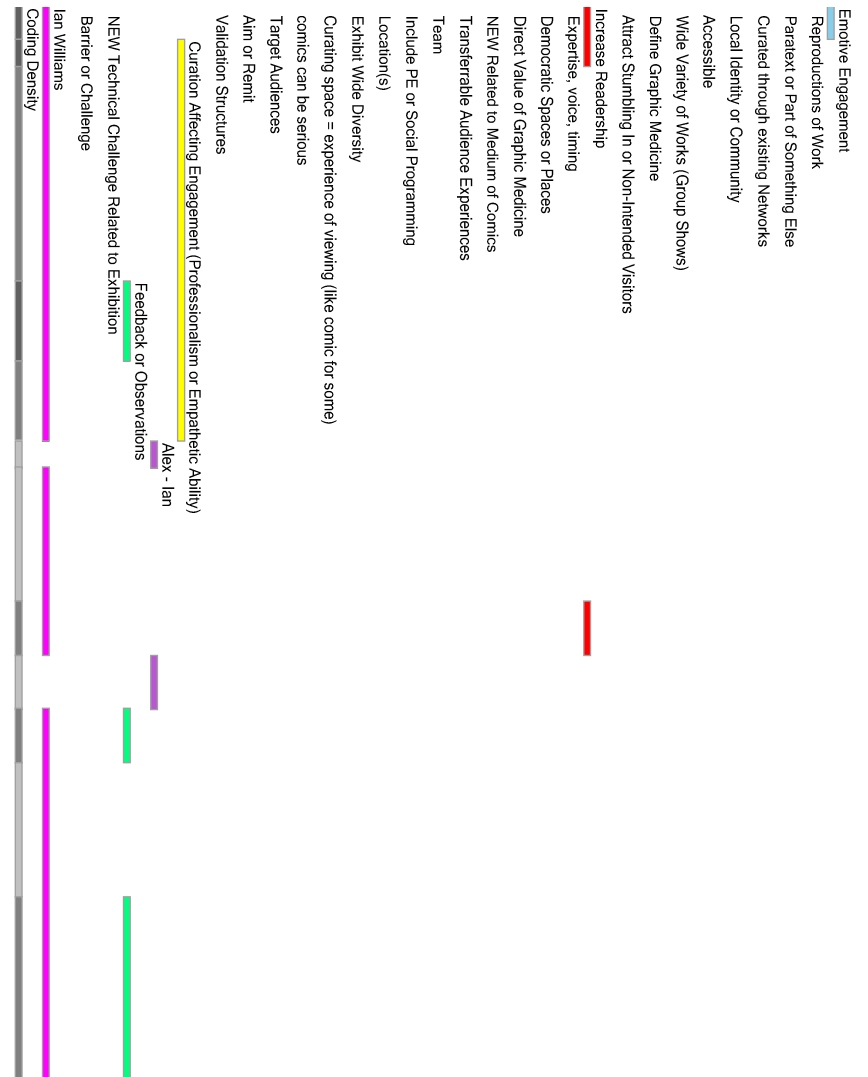 Emotive Engagement
Reproductions of Work
Paratext or Part of Something Else
Curated through existing Networks
Local Identity or Community
Accessible
Wide Variety of Works (Group Shows)
Define Graphic Medicine
Attract Stumbling In or Non-Intended Visitors
Increase Readership
Expertise, voice, timing
Democratic Spaces or Places
Direct Value of Graphic Medicine
NEW Related to Medium of Comics
Transferrable Audience Experiences
Team
Include PE or Social Programming
Location(s)
Exhibit Wide Diversity
Curating space = experience of viewing (like comic for some)
comics can be serious
Target Audiences
Aim or Remit
Validation Structures
Curation Affecting Engagement (Professionalism or Empathetic Ability)
Alex - Ian
Feedback or Observations
NEW Technical Challenge Related to Exhibition
Barrier or Challenge
Ian Williams
Coding Density